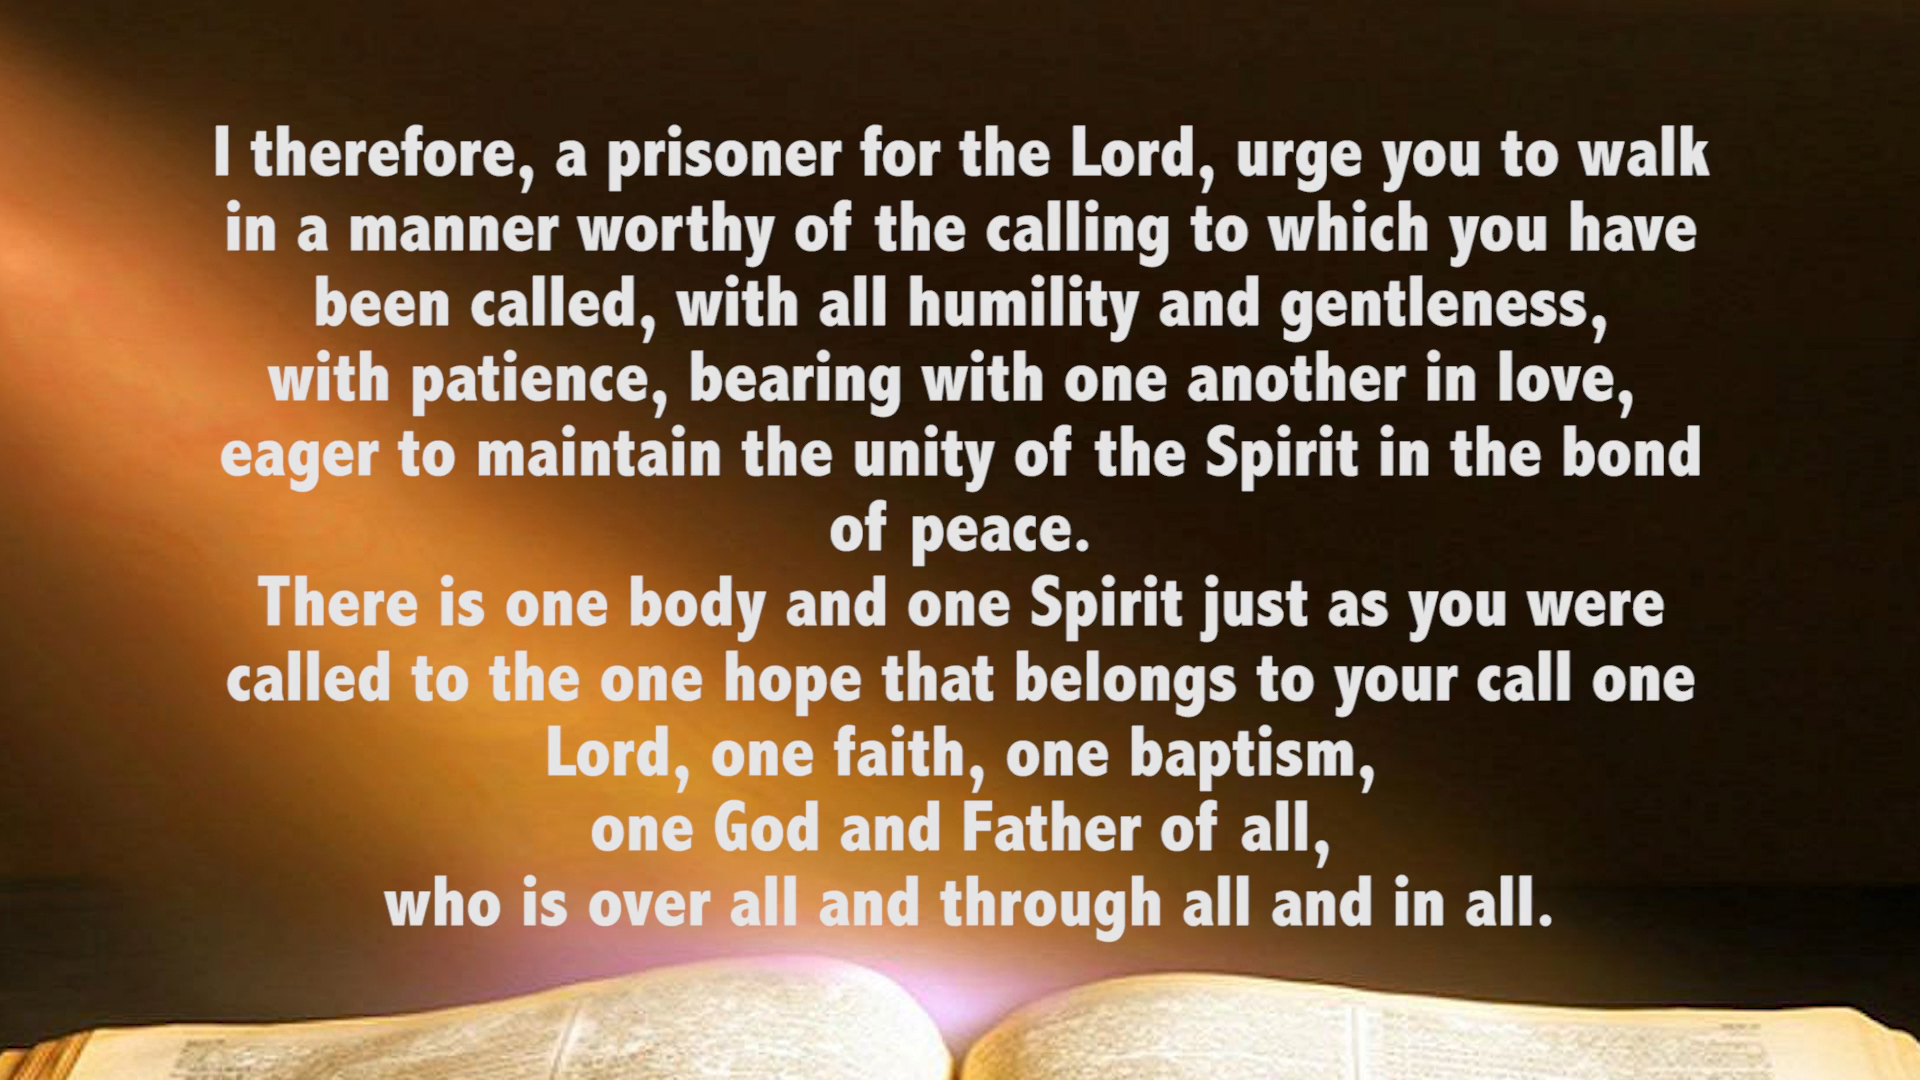 I therefore, a prisoner for the Lord, urge you to walk
in a manner worthy of the calling to which you have
been called, with all humility and gentleness,
with patience, bearing with one another in love,
eager to maintain the unity of the Spirit in the bond
of peace.
There is one body and one Spirit just as you were
called to the one hope that belongs to your call one
Lord, one faith, one baptism,
one God and Father of all,
who is over all and through all and in all.